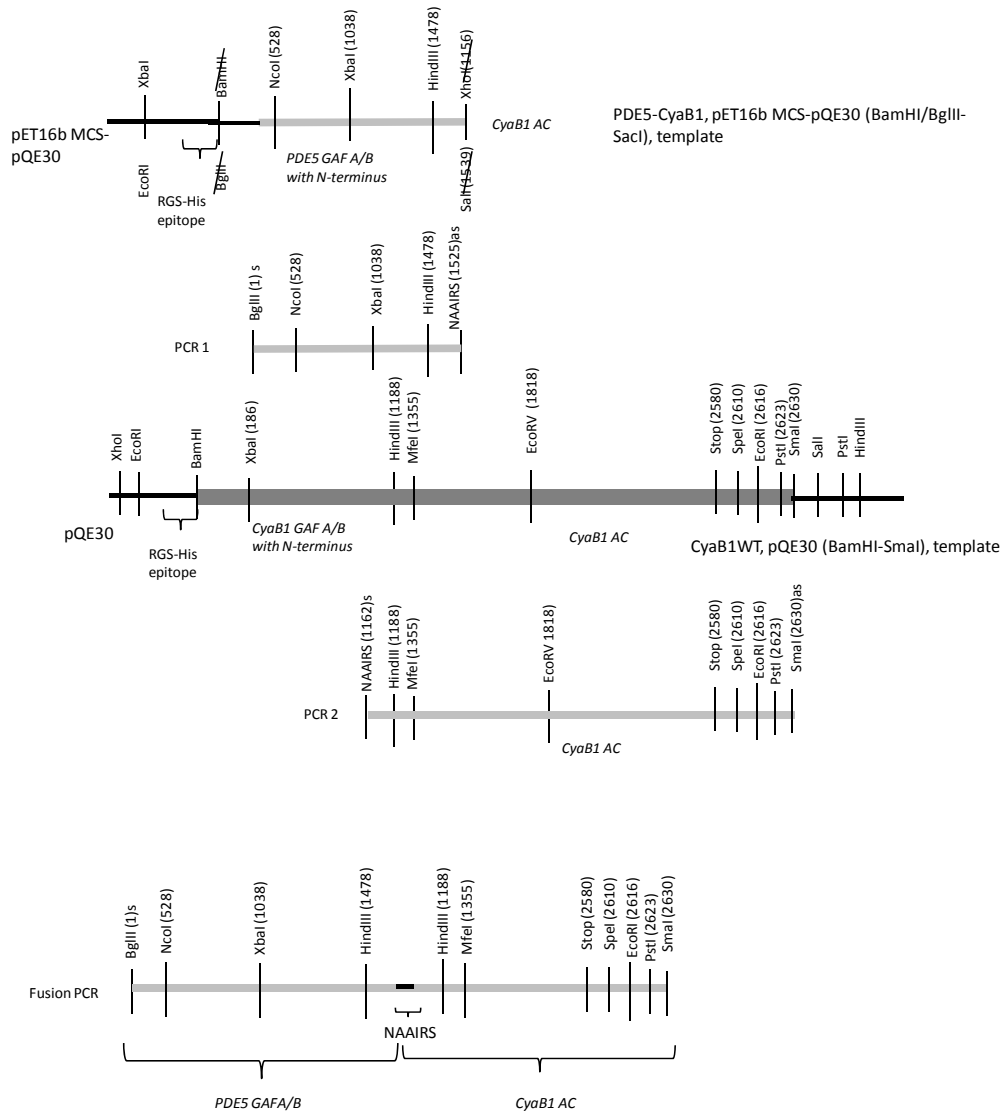 XbaI
BamHI
NcoI (528)
XbaI (1038)
HindIII (1478)
XhoI (1156)
pET16b MCS-
pQE30
CyaB1 AC
PDE5-CyaB1, pET16b MCS-pQE30 (BamHI/BglII-
SacI), template
EcoRI
BglII
RGS-His
epitope
PDE5 GAF A/B
with N-terminus
SalI (1539)
BglII (1) s
NcoI (528)
XbaI (1038)
HindIII (1478)
NAAIRS (1525)as
PCR 1
XhoI
EcoRI
BamHI
XbaI (186)
HindIII (1188)
MfeI (1355)
EcoRV (1818)
Stop (2580)
SpeI (2610)
EcoRI (2616)
PstI (2623)
SmaI (2630)
SalI
PstI
HindIII
pQE30
RGS-His
epitope
CyaB1 GAF A/B
with N-terminus
CyaB1 AC
CyaB1WT, pQE30 (BamHI-SmaI), template
NAAIRS (1162)s
HindIII (1188)
MfeI (1355)
EcoRV 1818)
Stop (2580)
SpeI (2610)
EcoRI (2616)
PstI (2623)
SmaI (2630)as
PCR 2
CyaB1 AC
BglII (1)s
NcoI (528)
XbaI (1038)
HindIII (1478)
HindIII (1188)
MfeI (1355)
Stop (2580)
SpeI (2610)
EcoRI (2616)
PstI (2623)
SmaI (2630)
Fusion PCR
NAAIRS
PDE5 GAFA/B
CyaB1 AC